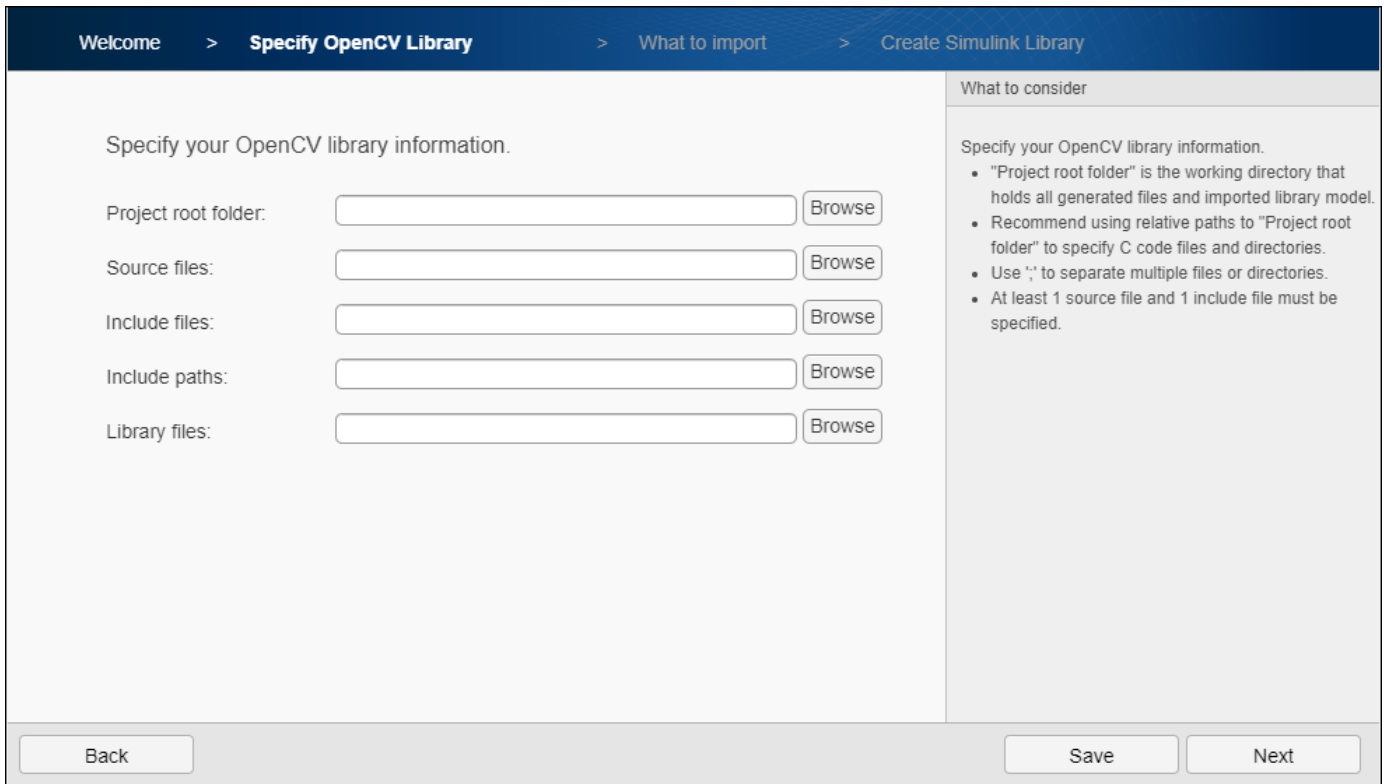 Welcome > Specify OpenCV Library > What to import > Create Simulink Library
Specify your OpenCV library information.
Project root folder: Browse
Source files: Browse
Include files: Browse
Include paths: Browse
Library files: Browse
What to consider
Specify your OpenCV library information.
• "Project root folder" is the working directory that
holds all generated files and imported library model.
• Recommend using relative paths to "Project root
folder" to specify C code files and directories.
• Use ';' to separate multiple files or directories.
• At least 1 source file and 1 include file must be
specified.
Back Save Next